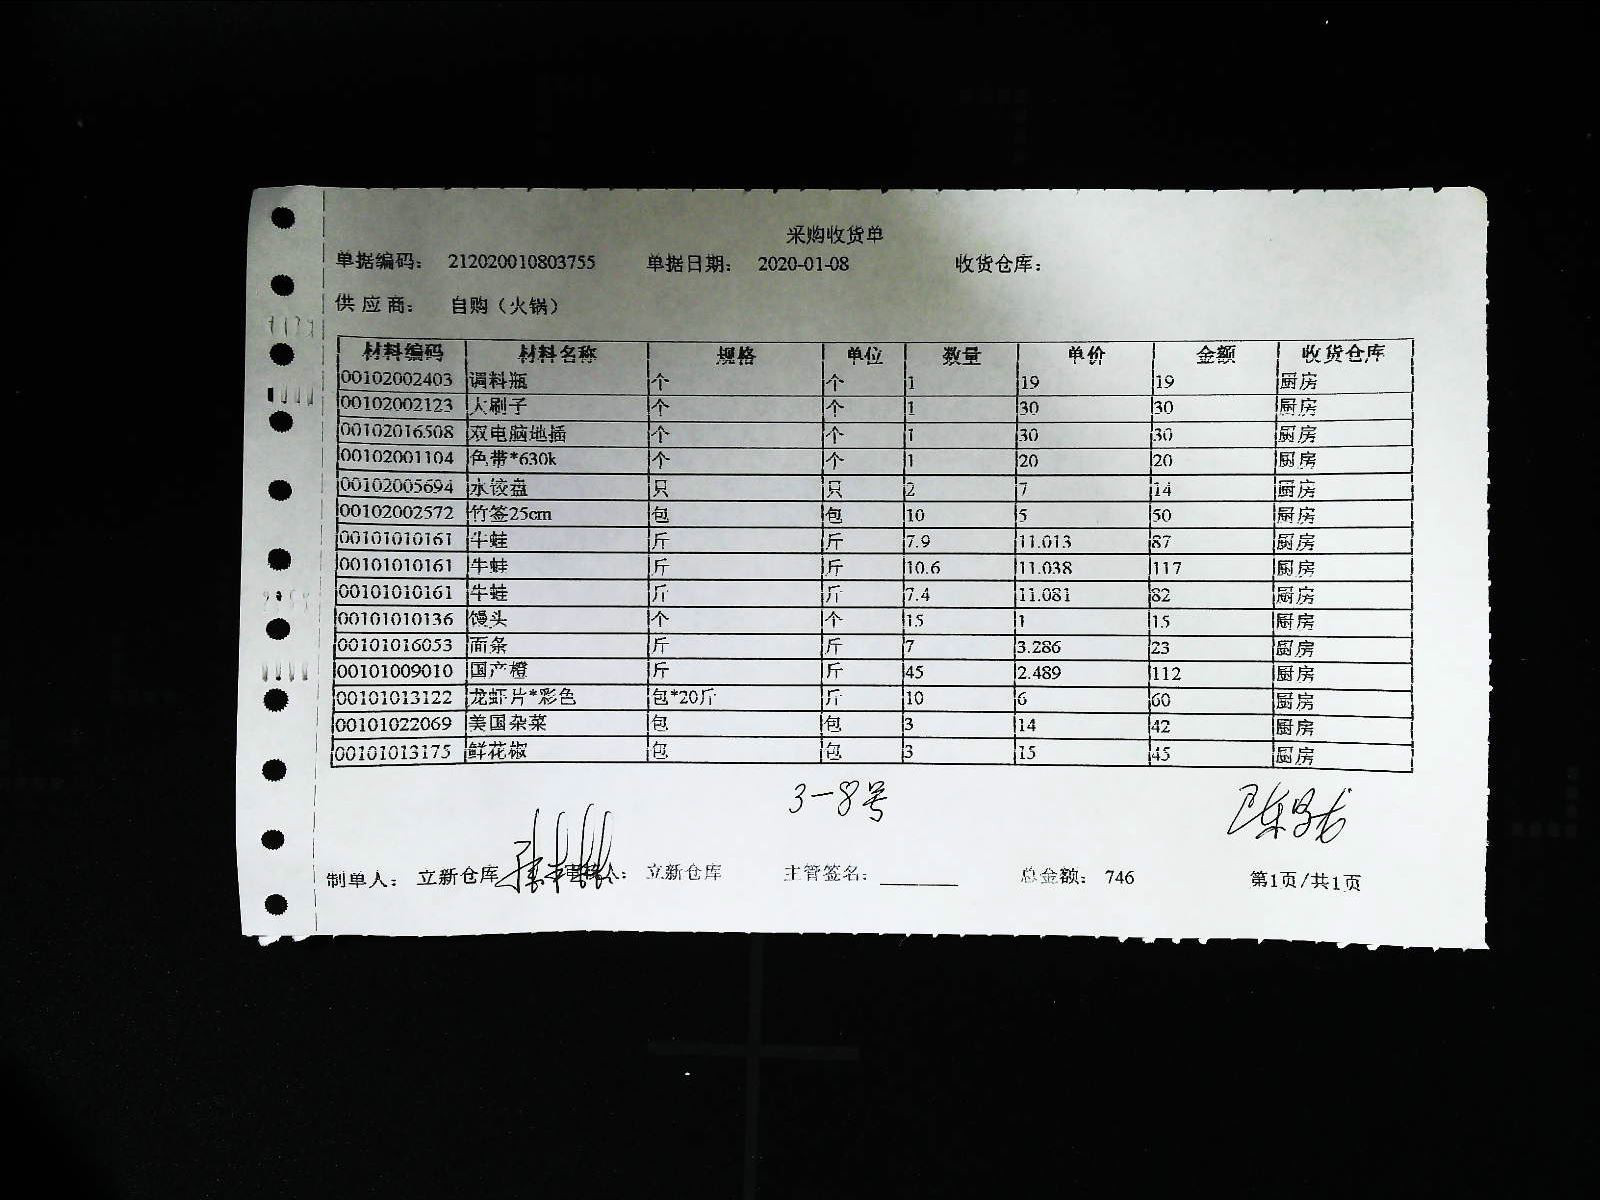 采购收货单
单据编码: 212020010803755 单据日期: 2020-01-08 收货仓库:
供应商: 自购（火锅）
材料编码 材料名称 规格 单位 数量 单价 金额 收货仓库
00102002403 调料瓶 个 个 1 19 19 厨房
00102002123 大刷子 个 个 1 30 30 厨房
00102016508 双电脑地插 个 个 1 30 30 厨房
00102001104 色带*630k 个 个 1 20 20 厨房
00102005694 水饺盘 只 只 2 7 14 厨房
00102002572 竹签25cm 包 包 10 5 50 厨房
00101010161 牛蛙 斤 斤 7.9 11.013 87 厨房
00101010161 牛蛙 斤 斤 10.6 11.038 117 厨房
00101010161 牛蛙 斤 斤 7.4 11.081 82 厨房
00101010136 馒头 个 个 15 1 15 厨房
00101016053 面条 斤 斤 7 3.286 23 厨房
00101009010 国产橙 斤 斤 45 2.489 112 厨房
00101013122 龙虾片*彩色 包*20斤 斤 10 6 60 厨房
00101022069 美国杂菜 包 包 3 14 42 厨房
00101013175 鲜花椒 包 包 3 15 45 厨房
3-8号
制单人: 立新仓库 审核人: 立新仓库 主管签名: 总金额: 746 第1页/共1页